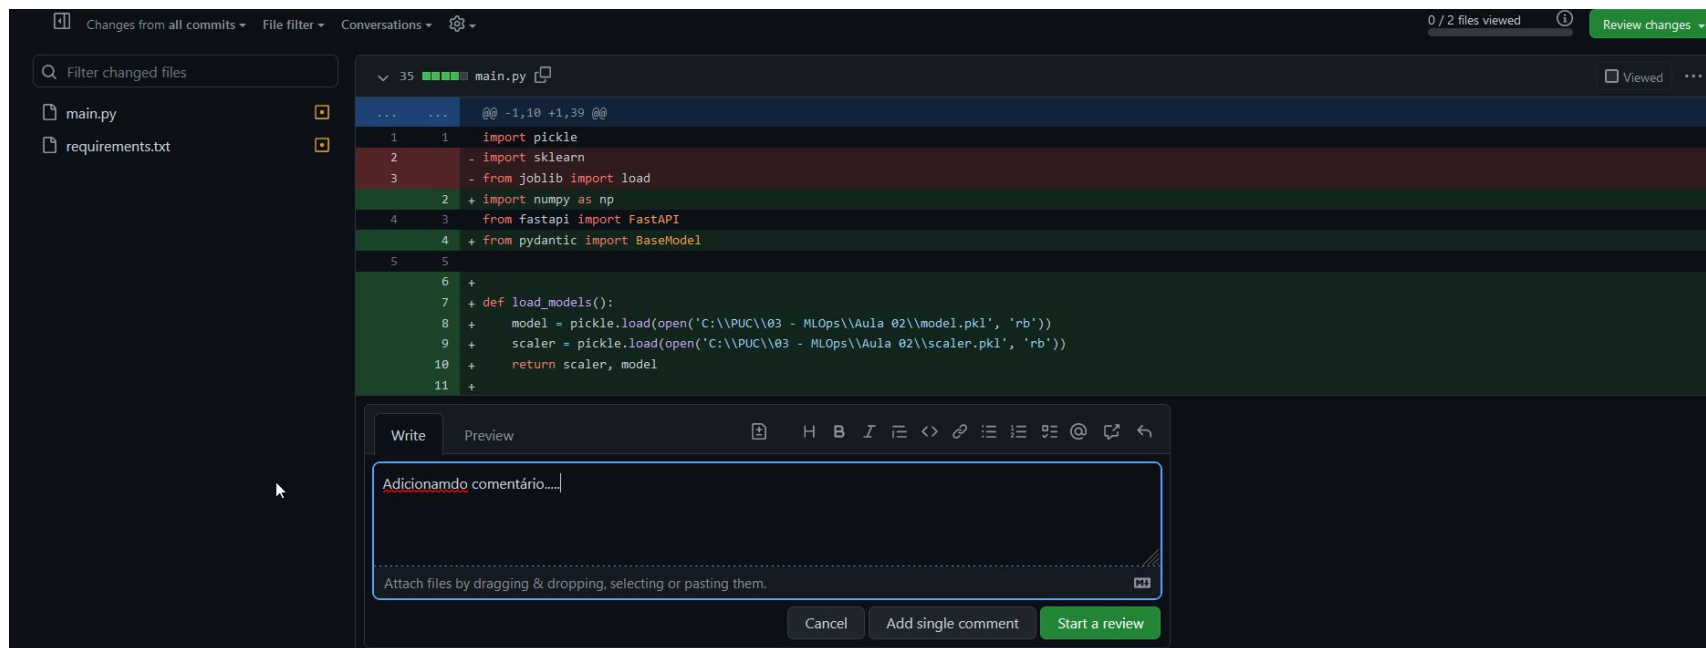 Changes from all commits File filter Conversations
0 / 2 files viewed
Review changes
Filter changed files
main.py
requirements.txt
35 main.py
Viewed
... ... @@ -1,10 +1,39 @@
1 1 import pickle
2 - import sklearn
3 - from joblib import load
2 + import numpy as np
4 3 from fastapi import FastAPI
4 + from pydantic import BaseModel
5 5
6 +
7 + def load_models():
8 +     model = pickle.load(open('C:\\PUC\\03 - MLOps\\Aula 02\\model.pkl', 'rb'))
9 +     scaler = pickle.load(open('C:\\PUC\\03 - MLOps\\Aula 02\\scaler.pkl', 'rb'))
10 +     return scaler, model
11 +
Write Preview
Adicionamdo comentário.....
Attach files by dragging & dropping, selecting or pasting them.
Cancel Add single comment Start a review